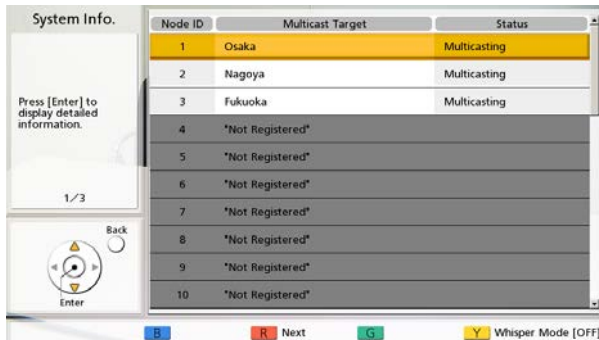 System Info.
Node ID Multicast Target Status
1 Osaka Multicasting
2 Nagoya Multicasting
3 Fukuoka Multicasting
4 *Not Registered*
5 *Not Registered*
6 *Not Registered*
7 *Not Registered*
8 *Not Registered*
9 *Not Registered*
10 *Not Registered*
Press [Enter] to
display detailed
information.
1/3
Back
Enter
B R Next G Y Whisper Mode [OFF]